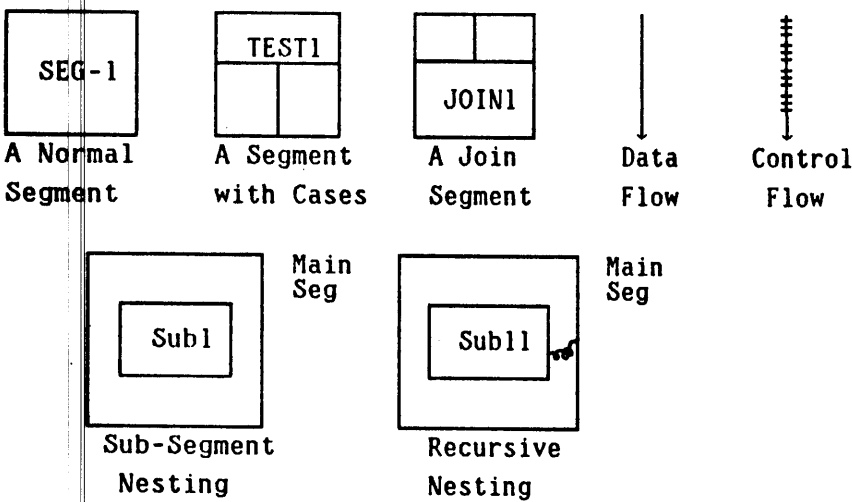 SEG-1
TEST1
JOIN1
A Normal
Segment
A Segment
with Cases
A Join
Segment
Data
Flow
Control
Flow
Main
Seg
Sub1
Main
Seg
Sub11
Sub-Segment
Nesting
Recursive
Nesting